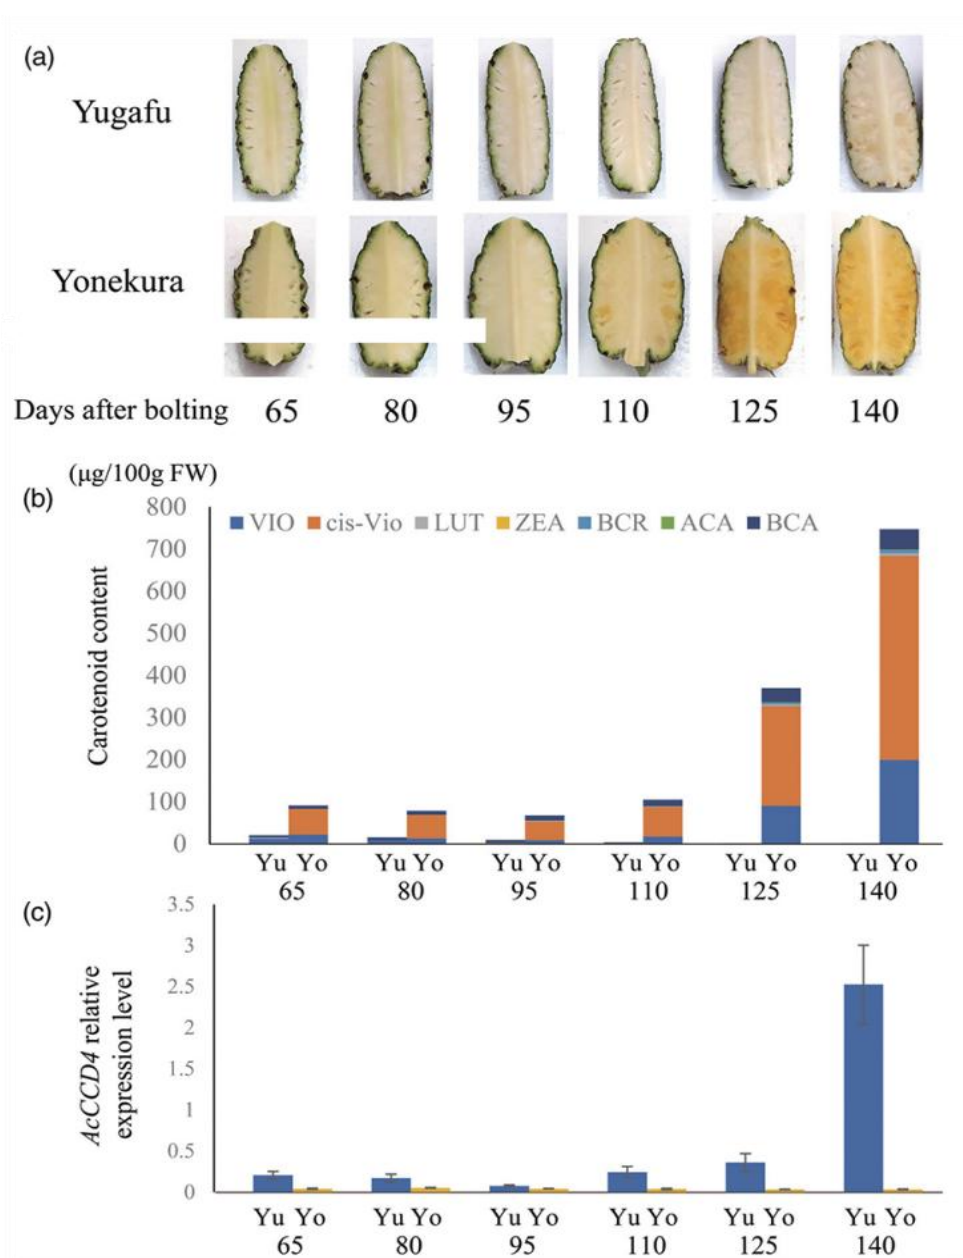 (a)
Yugafu
Yonekura
Days after bolting 65 80 95 110 125 140
(μg/100g FW)
(b)
800
VIO cis-Vio LUT ZEA BCR ACA BCA
700
600
500
400
300
200
100
0
Carotenoid content
Yu Yo Yu Yo Yu Yo Yu Yo Yu Yo Yu Yo
65 80 95 110 125 140
(c)
3.5
3
2.5
2
1.5
1
0.5
0
AcCCD4 relative
expression level
Yu Yo Yu Yo Yu Yo Yu Yo Yu Yo Yu Yo
65 80 95 110 125 140